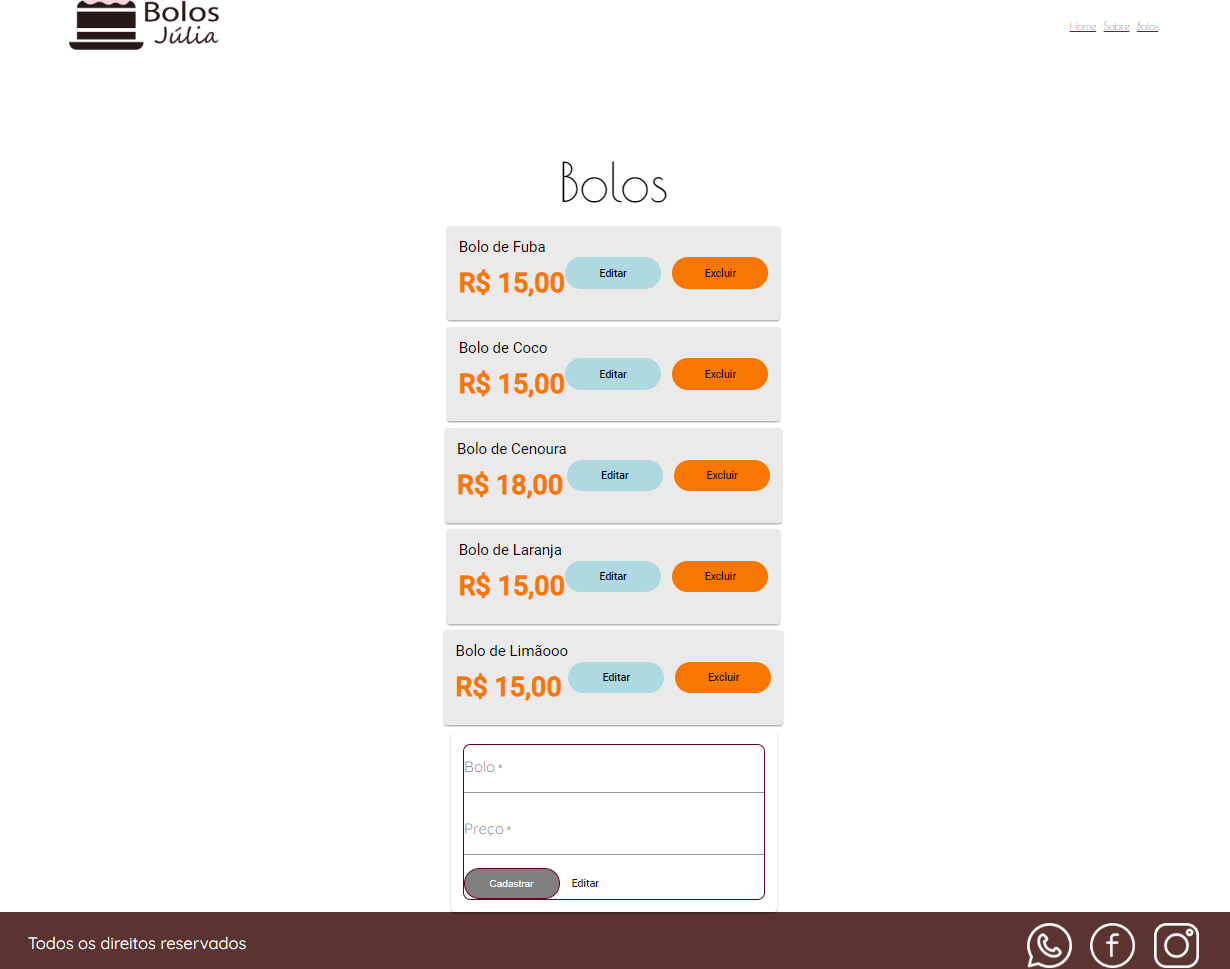 Bolos
Júlia
Home Sobre Bolos
Bolos
Bolo de Fuba
R$ 15,00 Editar Excluir
Bolo de Coco
R$ 15,00 Editar Excluir
Bolo de Cenoura
R$ 18,00 Editar Excluir
Bolo de Laranja
R$ 15,00 Editar Excluir
Bolo de Limãooo
R$ 15,00 Editar Excluir
Bolo *
Preço *
Cadastrar Editar
Todos os direitos reservados